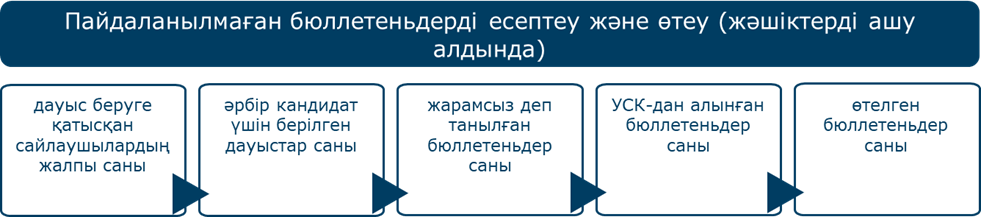 Пайдаланылмаған бюллетеньдерді есептеу және өтеу (жәшіктерді ашу
алдында)
дауыс беруге
қатысқан
сайлаушылардың
жалпы саны
әрбір кандидат
үшін берілген
дауыстар саны
жарамсыз деп
танылған
бюллетеньдер
саны
УСК-дан алынған
бюллетеньдер
саны
өтелген
бюллетеньдер
саны